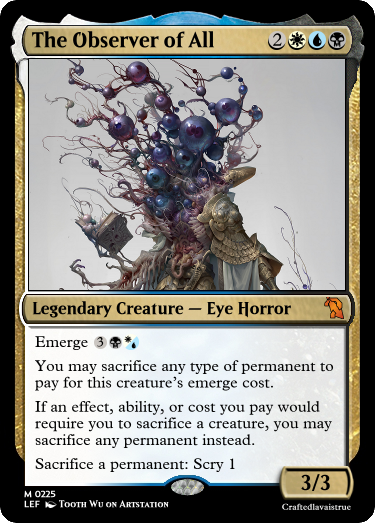 The Observer of All 2
Legendary Creature — Eye Horror
Emerge 3
You may sacrifice any type of permanent to
pay for this creature's emerge cost.
If an effect, ability, or cost you pay would
require you to sacrifice a creature, you may
sacrifice any permanent instead.
Sacrifice a permanent: Scry 1
3/3
M 0225
LEF Tooth Wu on Artstation
Craftedlavaistrue